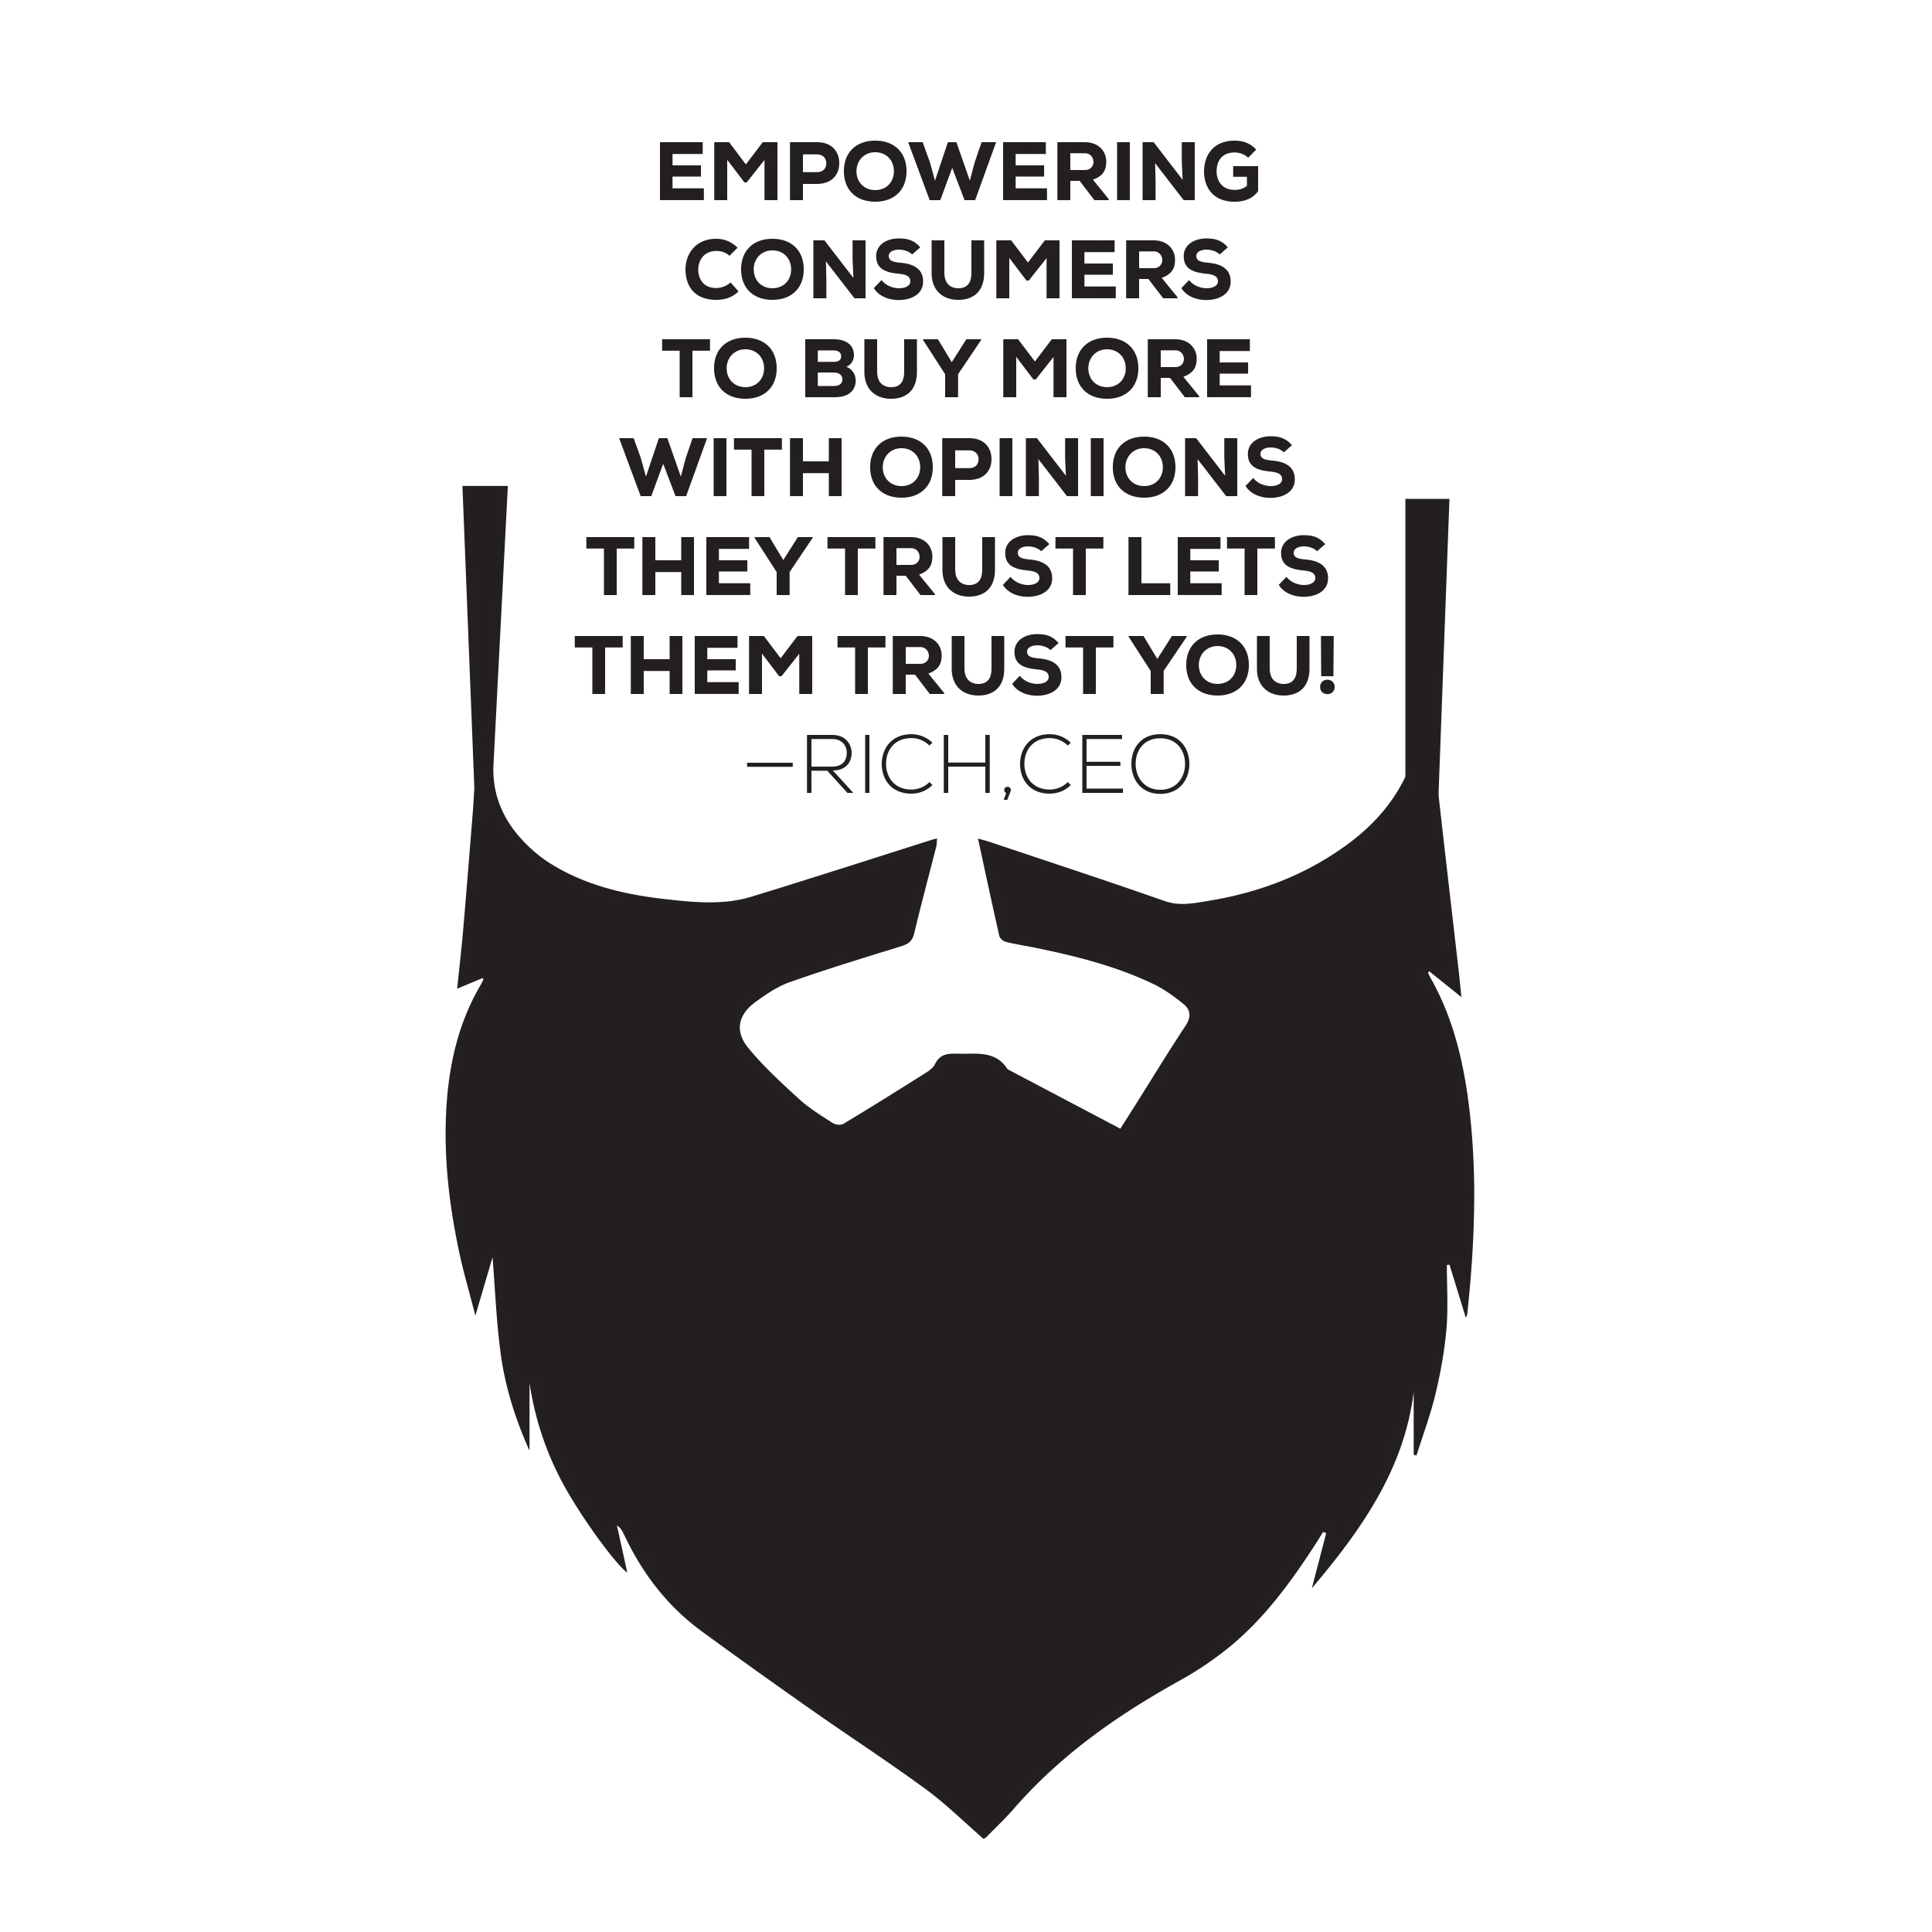 EMPOWERING
CONSUMERS
TO BUY MORE
WITH OPINIONS
THEY TRUST LETS
THEM TRUST YOU!
—RICH,CEO